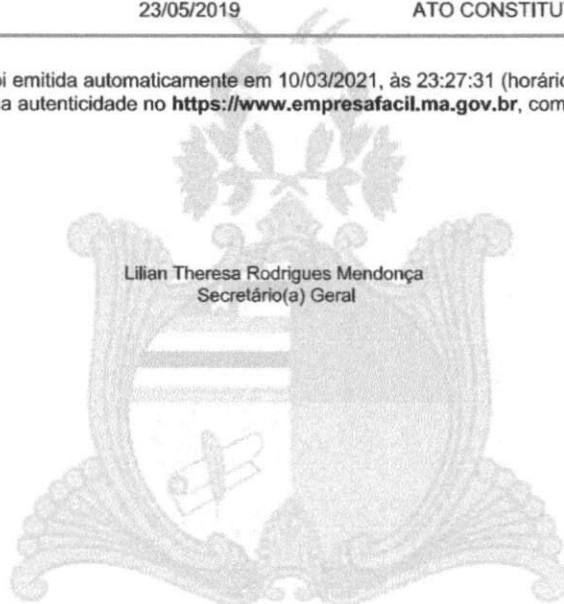 23/05/2019 ATO CONSTITU
i emitida automaticamente em 10/03/2021, às 23:27:31 (horário
a autenticidade no https://www.empresafacil.ma.gov.br, com
Lilian Theresa Rodrigues Mendonça
Secretário(a) Geral